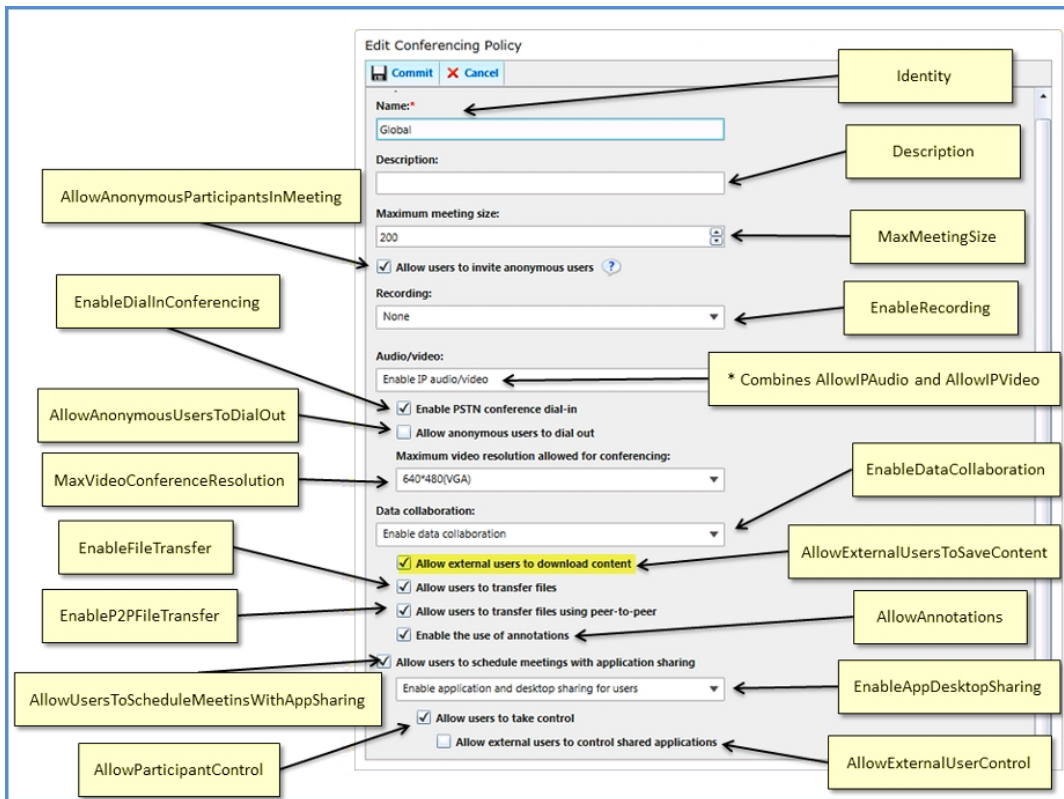 Edit Conferencing Policy
Commit
Cancel
Identity
Name:*
Global
Description:
Description
AllowAnonymousParticipantsInMeeting
Maximum meeting size:
200
MaxMeetingSize
Allow users to invite anonymous users
?
EnableDialInConferencing
Recording:
None
EnableRecording
Audio/video:
Enable IP audio/video
* Combines AllowIPAudio and AllowIPVideo
Enable PSTN conference dial-in
AllowAnonymousUsersToDialOut
Allow anonymous users to dial out
Maximum video resolution allowed for conferencing:
EnableDataCollaboration
MaxVideoConferenceResolution
640*480(VGA)
Data collaboration:
Enable data collaboration
EnableFileTransfer
AllowExternalUsersToSaveContent
Allow external users to download content
Allow users to transfer files
EnableP2PFileTransfer
Allow users to transfer files using peer-to-peer
AllowAnnotations
Enable the use of annotations
Allow users to schedule meetings with application sharing
AllowUsersToScheduleMeetinsWithAppSharing
Enable application and desktop sharing for users
EnableAppDesktopSharing
Allow users to take control
Allow external users to control shared applications
AllowParticipantControl
AllowExternalUserControl